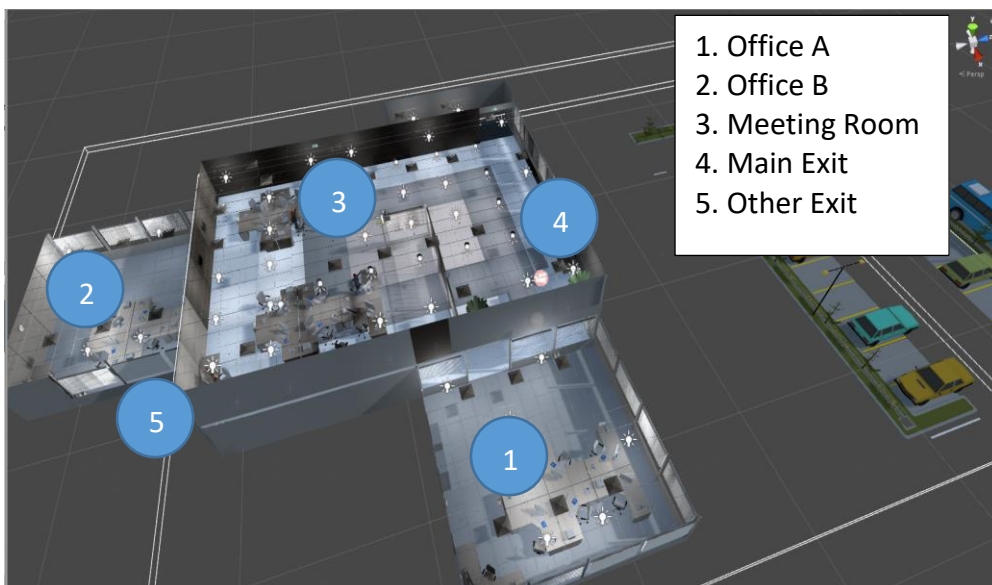 1. Office A
2. Office B
3. Meeting Room
4. Main Exit
5. Other Exit
y
x
< Persp
3
4
2
5
1